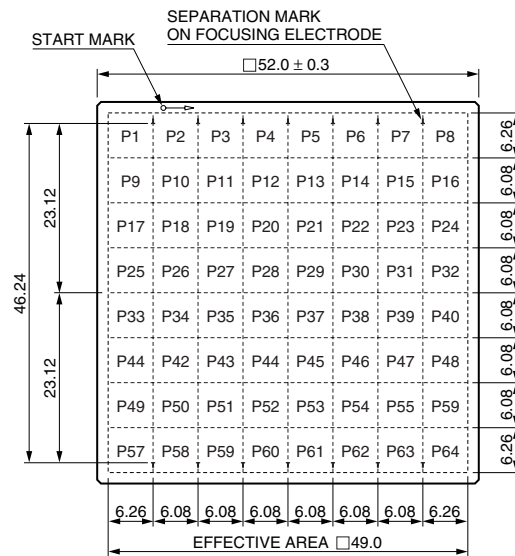 SEPARATION MARK
ON FOCUSING ELECTRODE
START MARK
□52.0 ± 0.3
P1 P2 P3 P4 P5 P6 P7 P8
P9 P10 P11 P12 P13 P14 P15 P16
P17 P18 P19 P20 P21 P22 P23 P24
P25 P26 P27 P28 P29 P30 P31 P32
P33 P34 P35 P36 P37 P38 P39 P40
P44 P42 P43 P44 P45 P46 P47 P48
P49 P50 P51 P52 P53 P54 P55 P59
P57 P58 P59 P60 P61 P62 P63 P64
46.24
23.12
23.12
6.26
6.08
6.08
6.08
6.08
6.08
6.08
6.26
6.26 6.08 6.08 6.08 6.08 6.08 6.08 6.26
EFFECTIVE AREA □49.0